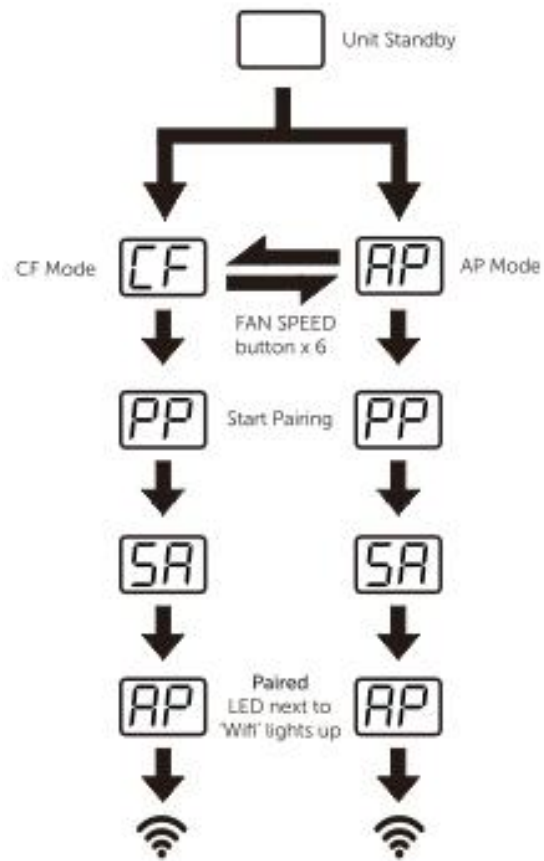 Unit Standby
CF Mode
CF
AP
AP Mode
FAN SPEED
button x 6
PP
Start Pairing
PP
SA
SA
AP
Paired
LED next to
'Wifi' lights up
AP